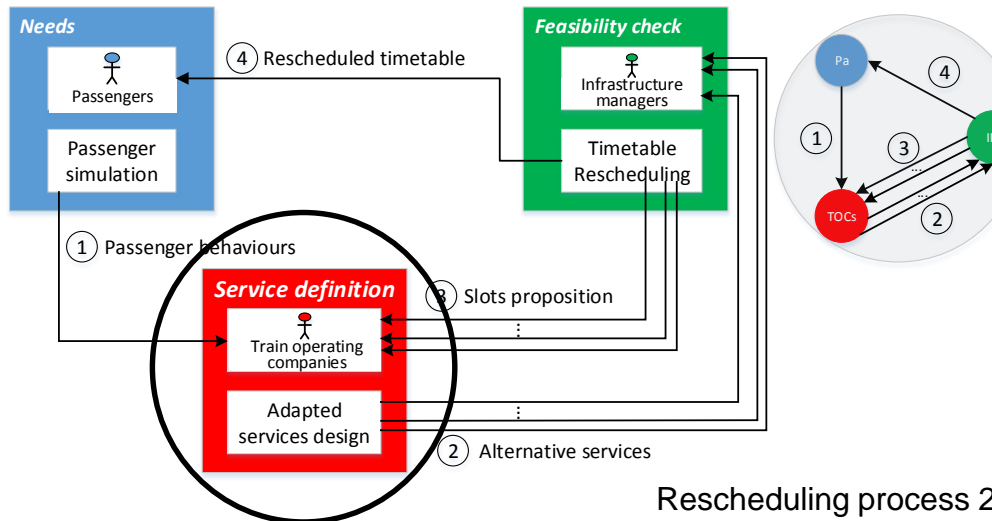 Needs
Passengers
Passenger
simulation
Feasibility check
Infrastructure
managers
Timetable
Rescheduling
4 Rescheduled timetable
1 Passenger behaviours
Service definition
Train operating
companies
Adapted
services design
3 Slots proposition
...
...
2 Alternative services
Pa
4
1
3
...
...
TOCs
2
Rescheduling process 2